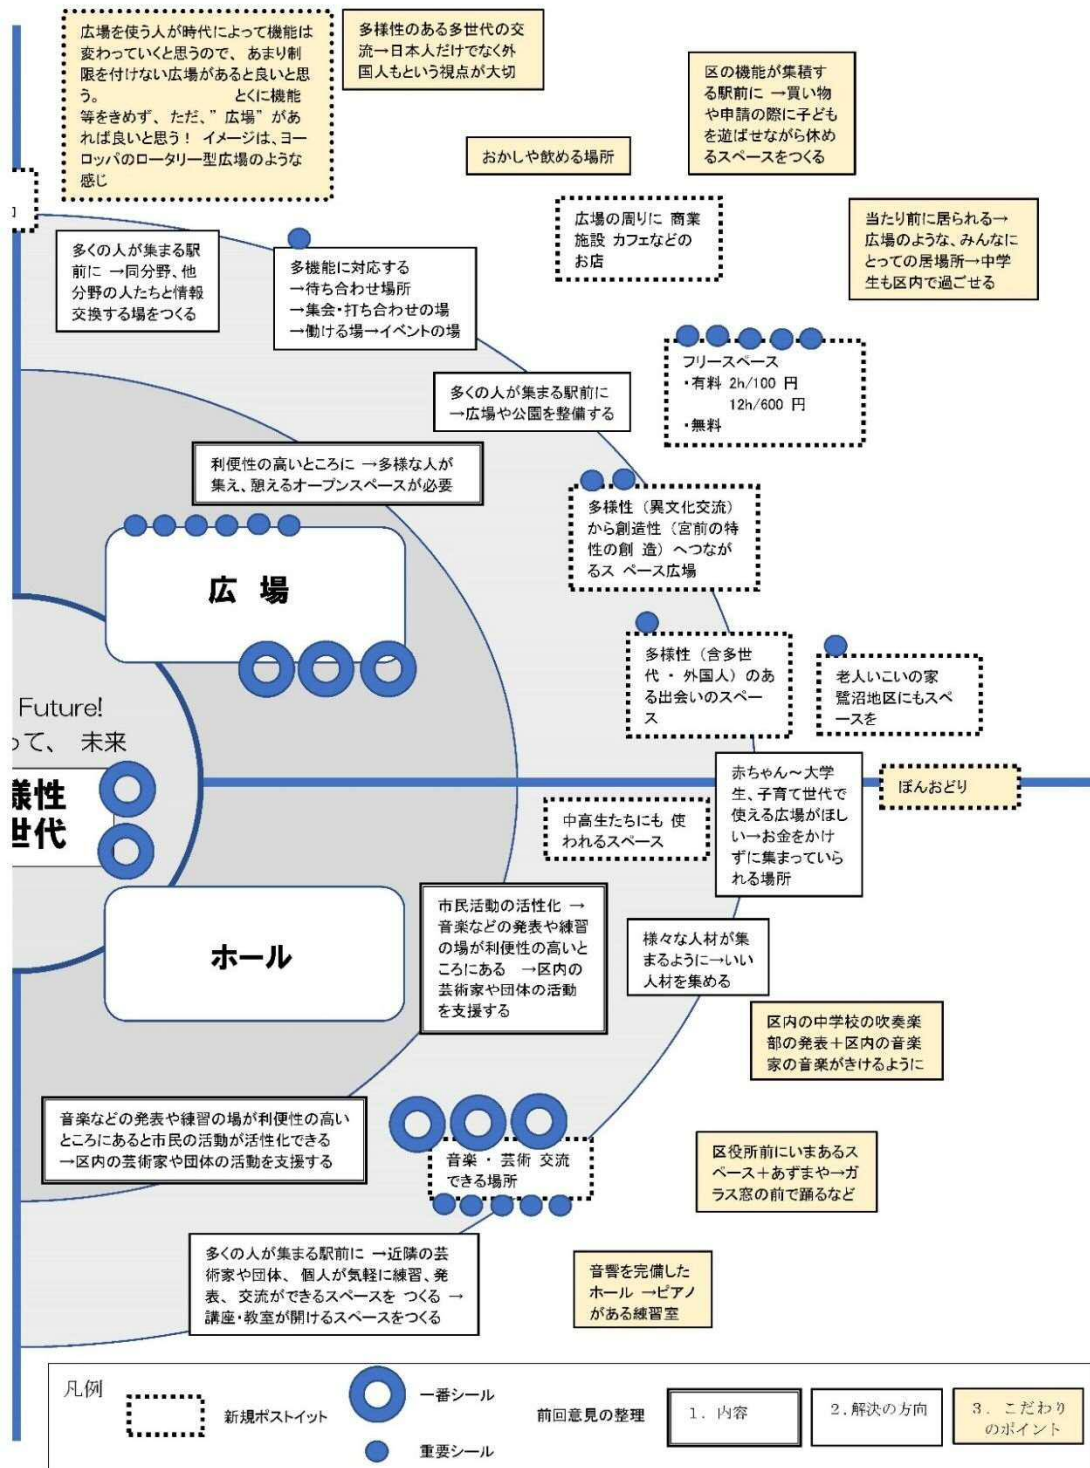 広場を使う人が時代によって機能は
変わっていくと思うので、あまり制
限を付けない広場があると良いと思
う。　とくに機能
等をきめず、ただ、”広場”があ
れば良いと思う！ イメージは、ヨー
ロッパのロータリー型広場のような
感じ
多様性のある多世代の交
流→日本人だけでなく外
国人もという視点が大切
区の機能が集積す
る駅前に →買い物
や申請の際に子ども
を遊ばせながら休め
るスペースをつくる
おかしや飲める場所
広場の周りに 商業
施設 カフェなどの
お店
当たり前に居られる→
広場のような、みんなに
とっての居場所→中学
生も区内で過ごせる
多くの人が集まる駅
前に →同分野、他
分野の人たちと情報
交換する場をつくる
多機能に対応する
→待ち合わせ場所
→集会・打ち合わせの場
→働ける場→イベントの場
フリースペース
・有料 2h/100 円
12h/600 円
・無料
多くの人が集まる駅前に
→広場や公園を整備する
利便性の高いところに →多様な人が
集え、憩えるオープンスペースが必要
多様性（異文化交流）
から創造性（宮前の特
性の創 造）へつなが
るス ペース広場
広 場
多様性（含多世
代 ・ 外国人）のあ
る出会いのスペー
ス
老人いこいの家
鷺沼地区にもスペ
ースを
Future!
って、 未来
様性
世代
赤ちゃん～大学
生、子育て世代で
使える広場がほし
い→お金をかけ
ずに集まっていら
れる場所
ぼんおどり
中高生たちにも 使
われるスペース
ホール
市民活動の活性化 →
音楽などの発表や練習
の場が利便性の高いと
ころにある →区内の
芸術家や団体の活動
を支援する
様々な人材が集
まるように→いい
人材を集める
区内の中学校の吹奏楽
部の発表＋区内の音楽
家の音楽がきけるように
音楽などの発表や練習の場が利便性の高い
ところにあると市民の活動が活性化できる
→区内の芸術家や団体の活動を支援する
音楽 ・ 芸術 交流
できる場所
区役所前にいまあるス
ペース＋あずまや→ガ
ラス窓の前で踊るなど
多くの人が集まる駅前に →近隣の芸
術家や団体、 個人が気軽に練習、発
表、交流ができるスペースを つくる →
講座・教室が開けるスペースをつくる
音響を完備した
ホール →ピアノ
がある練習室
凡例
新規ポストイット
一番シール
重要シール
前回意見の整理
1．内容
2.解決の方向
3．こだわり
のポイント